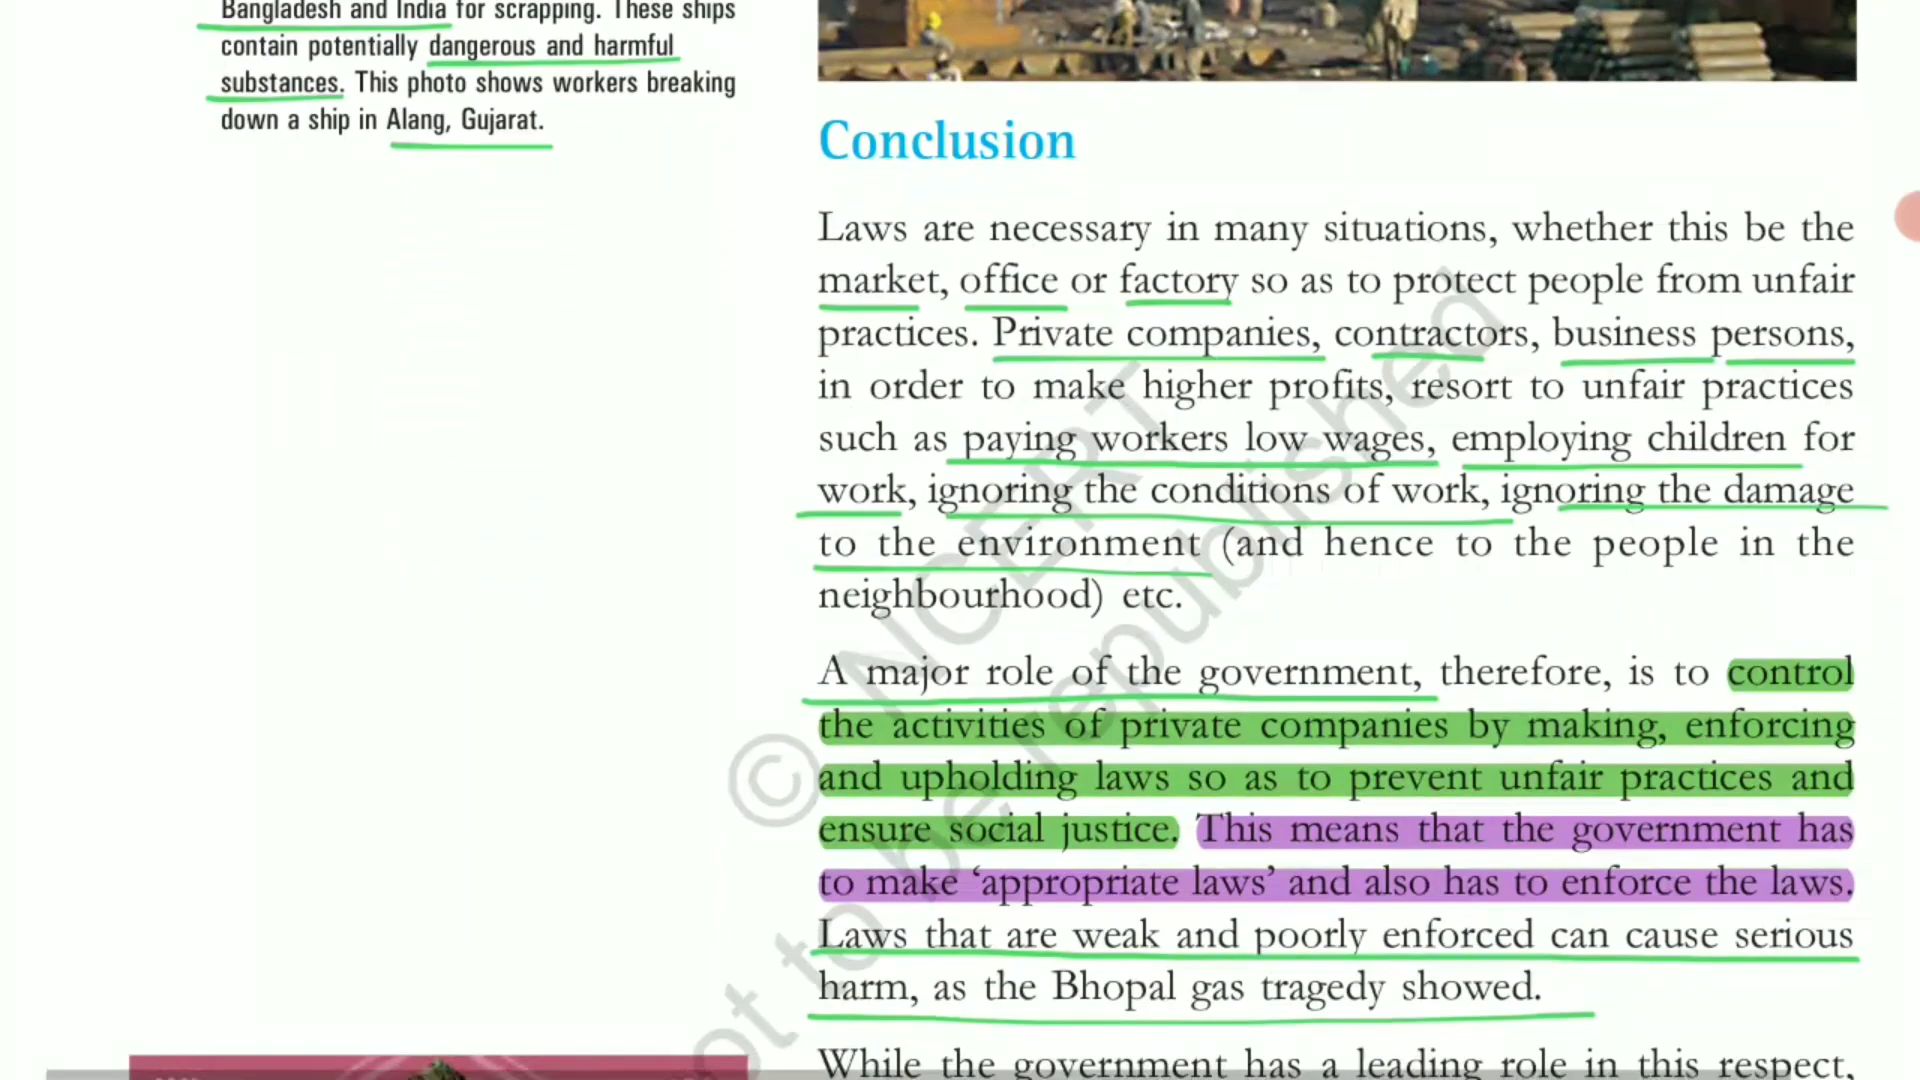 Bangladesh and India for scrapping. These ships
contain potentially dangerous and harmful
substances. This photo shows workers breaking
down a ship in Alang, Gujarat.
Conclusion
Laws are necessary in many situations, whether this be the
market, office or factory so as to protect people from unfair
practices. Private companies, contractors, business persons,
in order to make higher profits, resort to unfair practices
such as paying workers low wages, employing children for
work, ignoring the conditions of work, ignoring the damage
to the environment (and hence to the people in the
neighbourhood) etc.
A major role of the government, therefore, is to control
the activities of private companies by making, enforcing
and upholding laws so as to prevent unfair practices and
ensure social justice. This means that the government has
to make ‘appropriate laws’ and also has to enforce the laws.
Laws that are weak and poorly enforced can cause serious
harm, as the Bhopal gas tragedy showed.
While the government has a leading role in this respect,
© NCERT
not to be republished